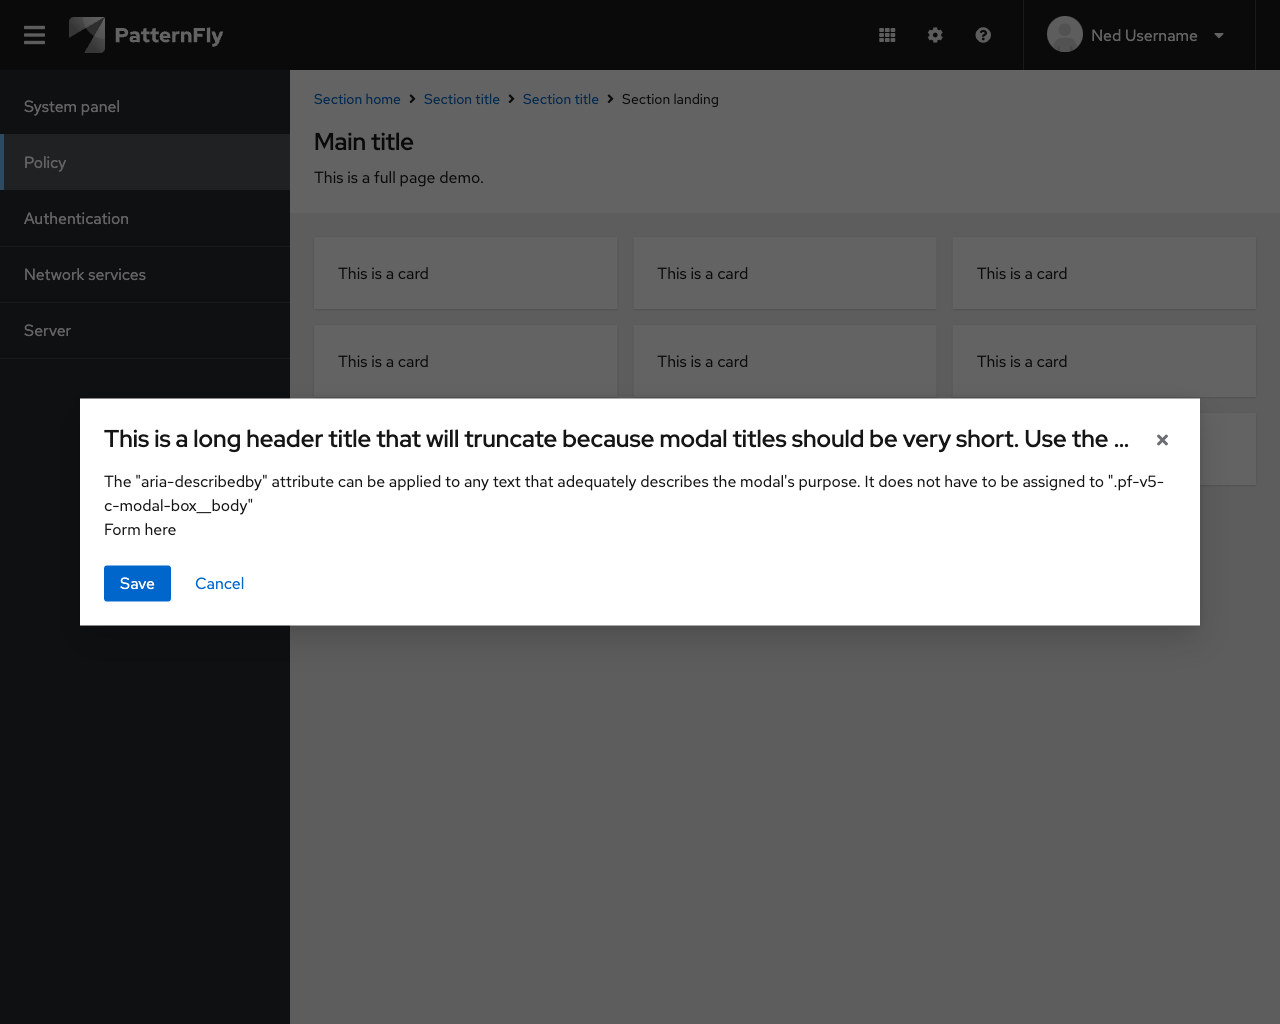 PatternFly
Ned Username
System panel
Policy
Authentication
Network services
Server
Section home > Section title > Section title > Section landing
Main title
This is a full page demo.
This is a card
This is a card
This is a card
This is a card
This is a card
This is a card
This is a long header title that will truncate because modal titles should be very short. Use the ...
The "aria-describedby" attribute can be applied to any text that adequately describes the modal's purpose. It does not have to be assigned to ".pf-v5-
c-modal-box__body"
Form here
Save
Cancel